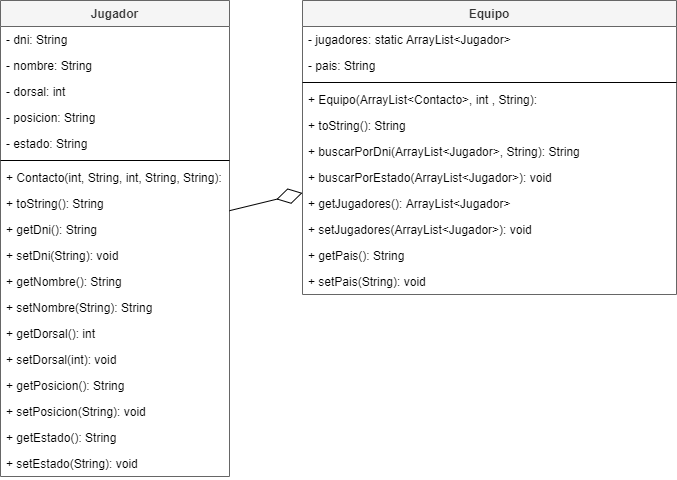 Jugador
- dni: String
- nombre: String
- dorsal: int
- posicion: String
- estado: String
+ Contacto(int, String, int, String, String):
+ toString(): String
+ getDni(): String
+ setDni(String): void
+ getNombre(): String
+ setNombre(String): String
+ getDorsal(): int
+ setDorsal(int): void
+ getPosicion(): String
+ setPosicion(String): void
+ getEstado(): String
+ setEstado(String): void
Equipo
- jugadores: static ArrayList<Jugador>
- pais: String
+ Equipo(ArrayList<Contacto>, int , String):
+ toString(): String
+ buscarPorDni(ArrayList<Jugador>, String): String
+ buscarPorEstado(ArrayList<Jugador>): void
+ getJugadores(): ArrayList<Jugador>
+ setJugadores(ArrayList<Jugador>): void
+ getPais(): String
+ setPais(String): void